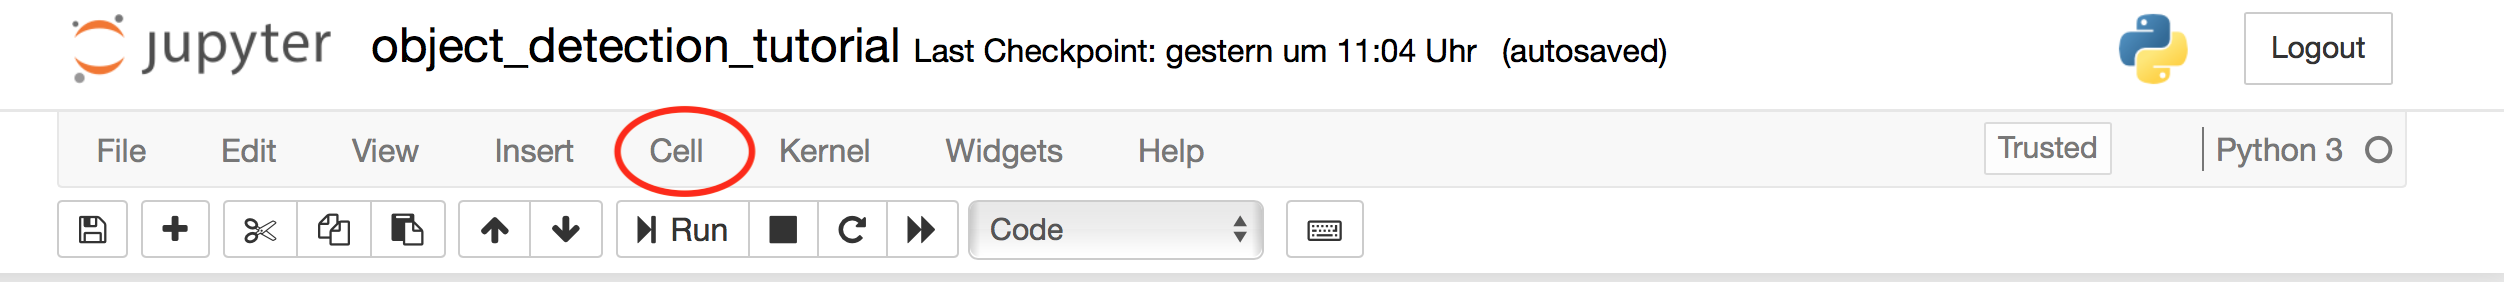 jupyter object_detection_tutorial Last Checkpoint: gestern um 11:04 Uhr (autosaved) Logout
File Edit View Insert Cell Kernel Widgets Help Trusted Python 3
Run Code